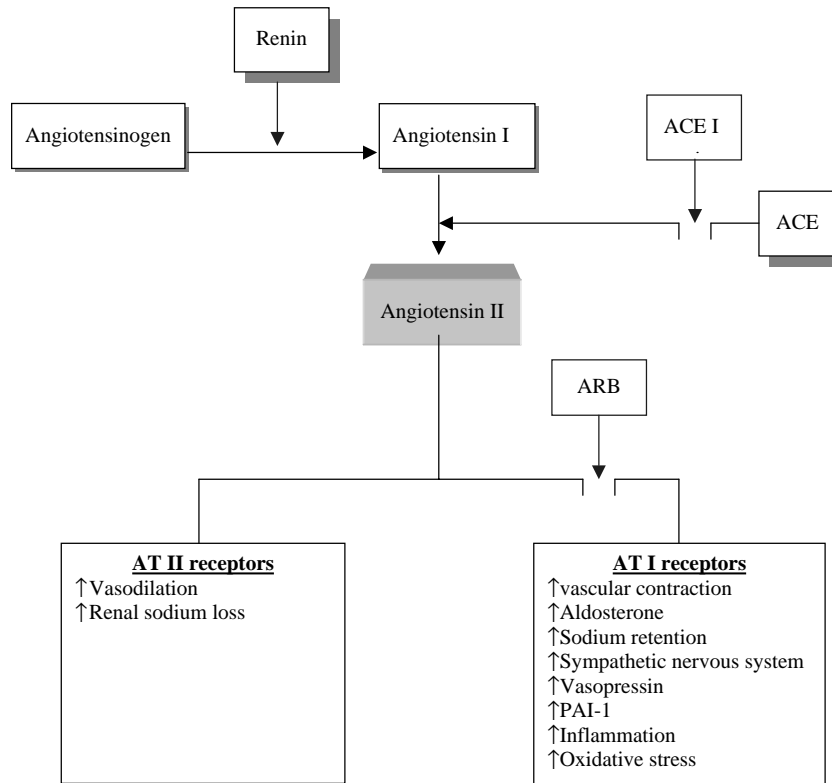 Renin
Angiotensinogen
Angiotensin I
ACE I
ACE
Angiotensin II
ARB
AT II receptors
↑Vasodilation
↑Renal sodium loss
AT I receptors
↑vascular contraction
↑Aldosterone
↑Sodium retention
↑Sympathetic nervous system
↑Vasopressin
↑PAI-1
↑Inflammation
↑Oxidative stress